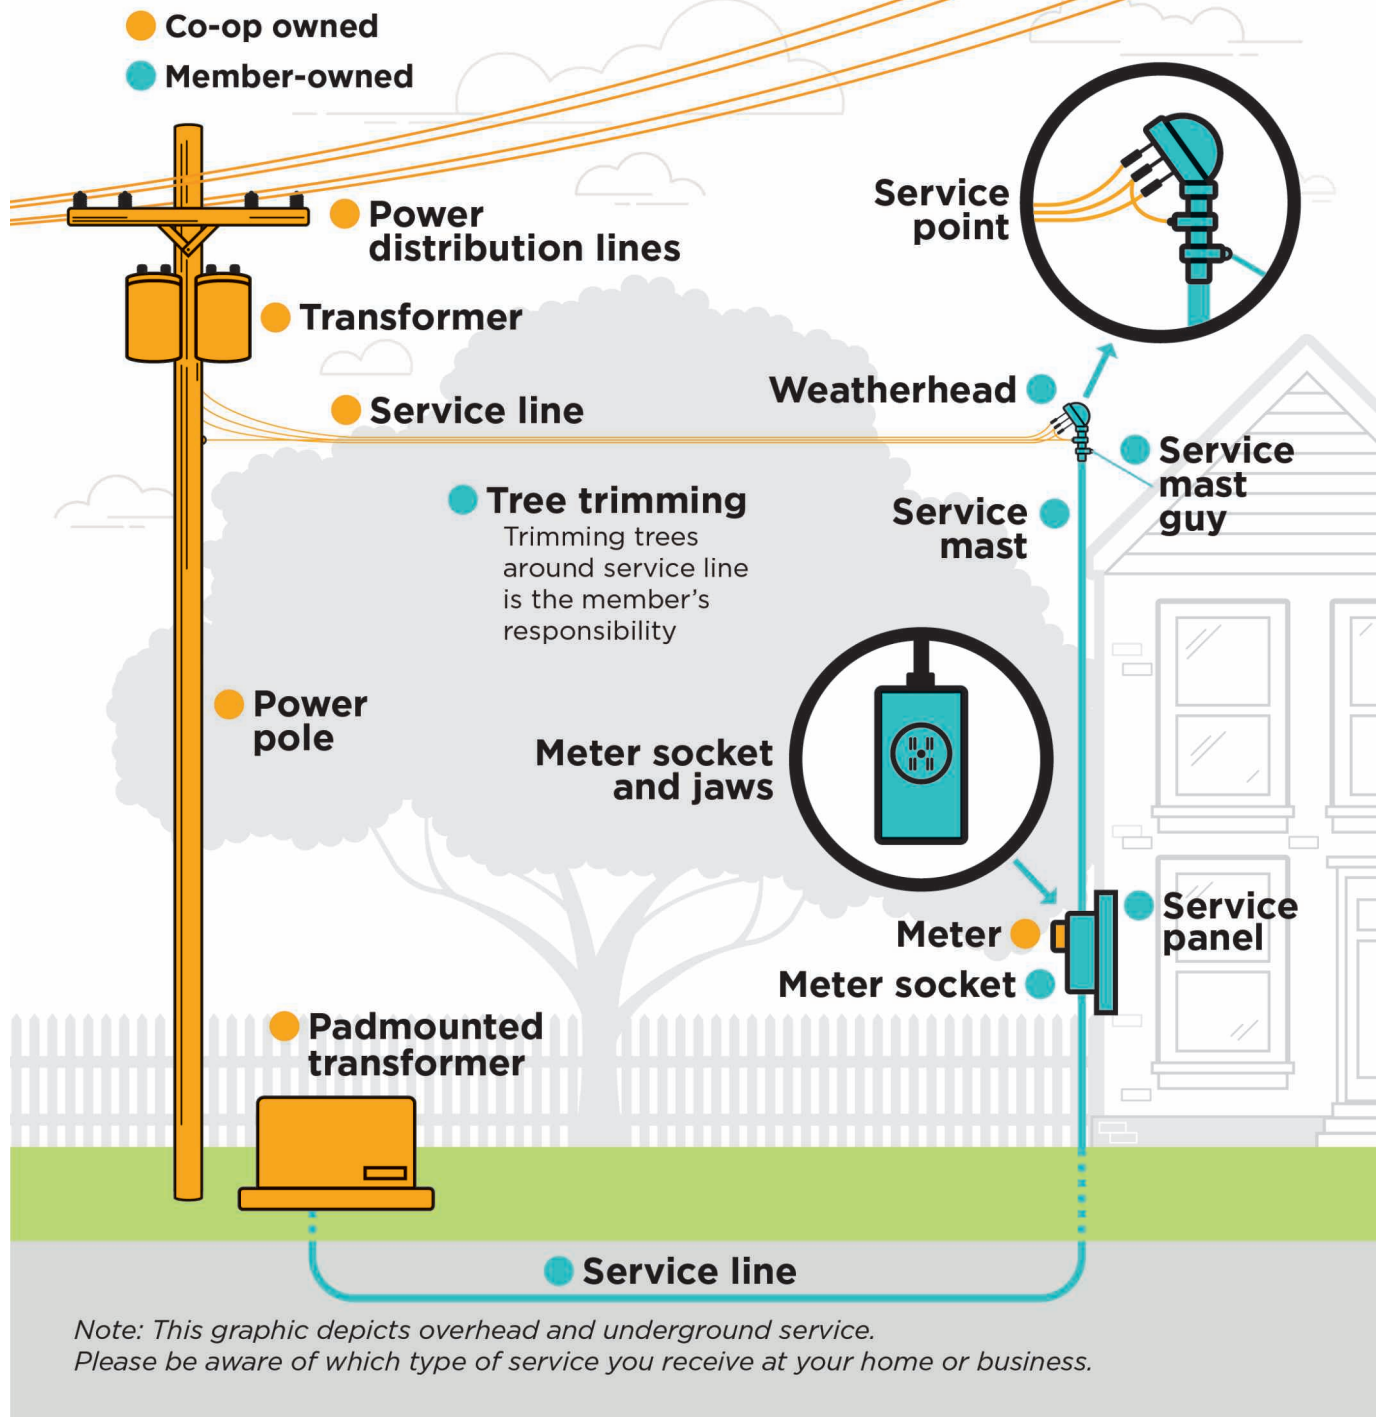 Co-op owned
Member-owned
Service
point
Power
distribution lines
Transformer
Weatherhead
Service line
Service
mast
guy
Tree trimming
Trimming trees
around service line
is the member's
responsibility
Service
mast
Power
pole
Meter socket
and jaws
Service
panel
Meter
Meter socket
Padmounted
transformer
Service line
Note: This graphic depicts overhead and underground service.
Please be aware of which type of service you receive at your home or business.